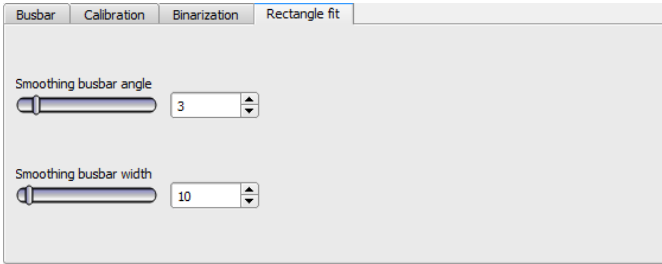 Busbar Calibration Binarization Rectangle fit
Smoothing busbar angle
3
Smoothing busbar width
10